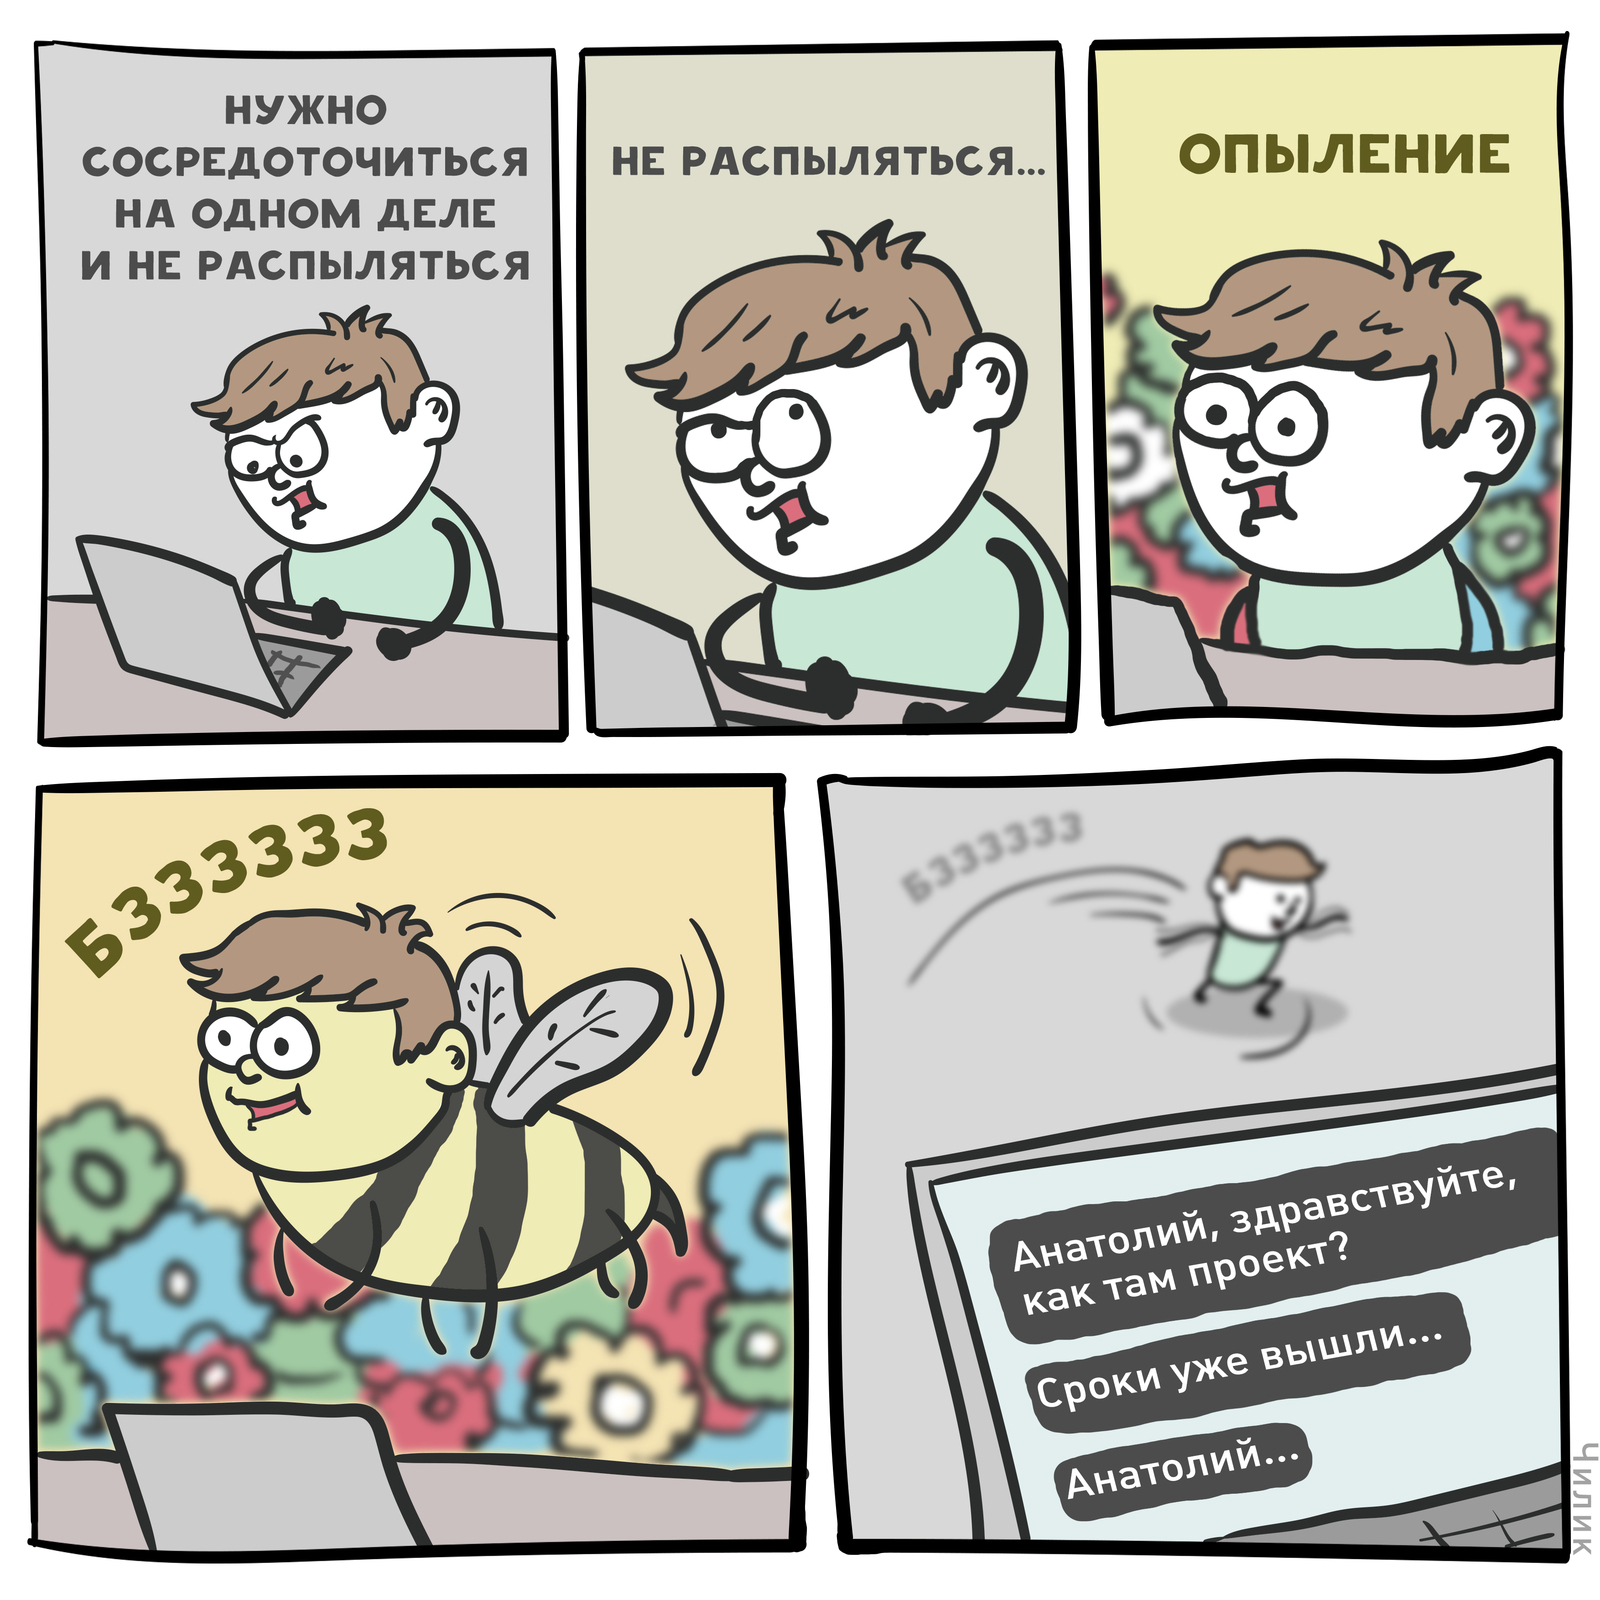 НУЖНО
СОСРЕДОТОЧИТЬСЯ
НА ОДНОМ ДЕЛЕ
И НЕ РАСПЫЛЯТЬСЯ
НЕ РАСПЫЛЯТЬСЯ...
ОПЫЛЕНИЕ
БЗЗЗЗЗЗ
БЗЗЗЗЗЗ
Анатолий, здравствуйте,
как там проект?
Сроки уже вышли...
Анатолий...
Чилик